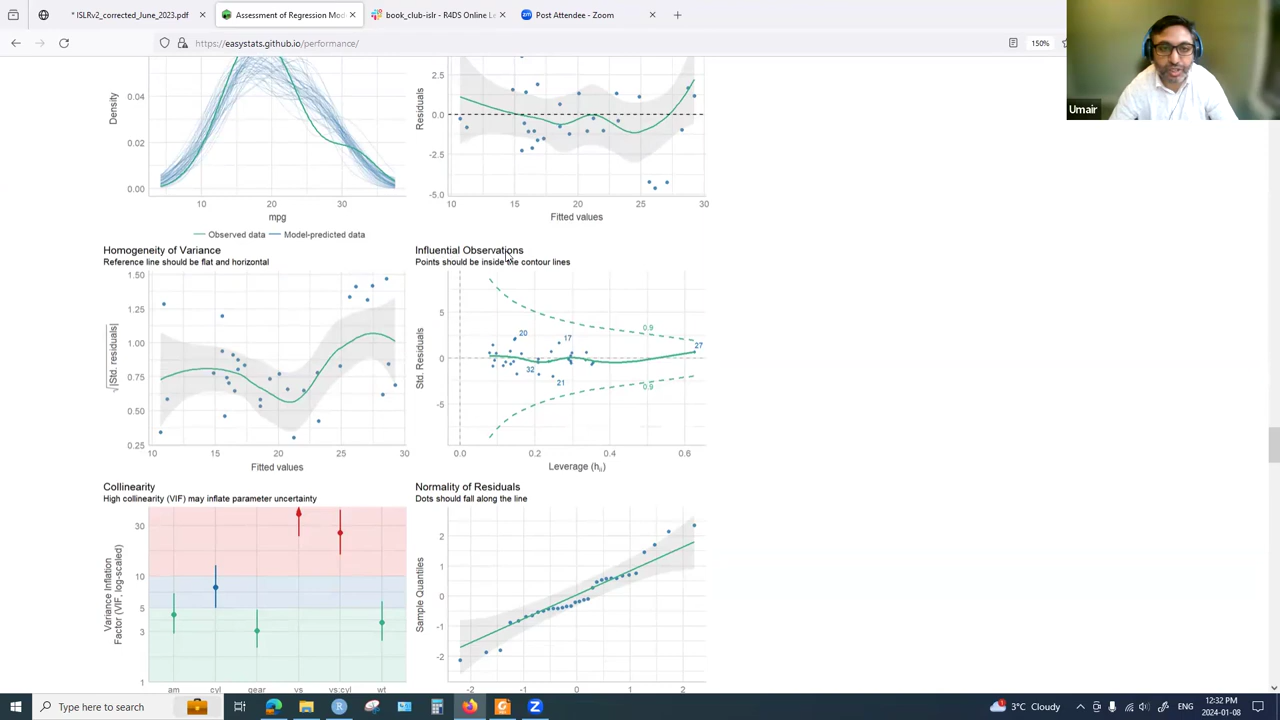 * ISLRv2_corrected_June_2023.pdf
Assessment of Regression Mode
book_club-islr - R4DS Online Le
Post Attendee - Zoom
https://easystats.github.io/performance/
150%
Umair
Density
0.04
0.02
0.00
10
20
30
mpg
Observed data
Model-predicted data
Residuals
2.5
0.0
-2.5
-5.0
10
15
20
25
30
Fitted values
Homogeneity of Variance
Reference line should be flat and horizontal
√|Std. residuals|
1.50
1.25
1.00
0.75
0.50
0.25
10
15
20
25
30
Fitted values
Influential Observations
Points should be inside the contour lines
Std. Residuals
5
0
-5
0.9
27
20
17
32
21
0.9
0.0
0.2
0.4
0.6
Leverage (hii)
Collinearity
High collinearity (VIF) may inflate parameter uncertainty
Variance Inflation
Factor (VIF, log-scaled)
30
10
5
3
1
am
cyl
gear
vs
vs:cyl
wt
Normality of Residuals
Dots should fall along the line
Sample Quantiles
2
1
0
-1
-2
-2
-1
0
1
2
Type here to search
1
3°C Cloudy
ENG
12:32 PM
2024-01-08